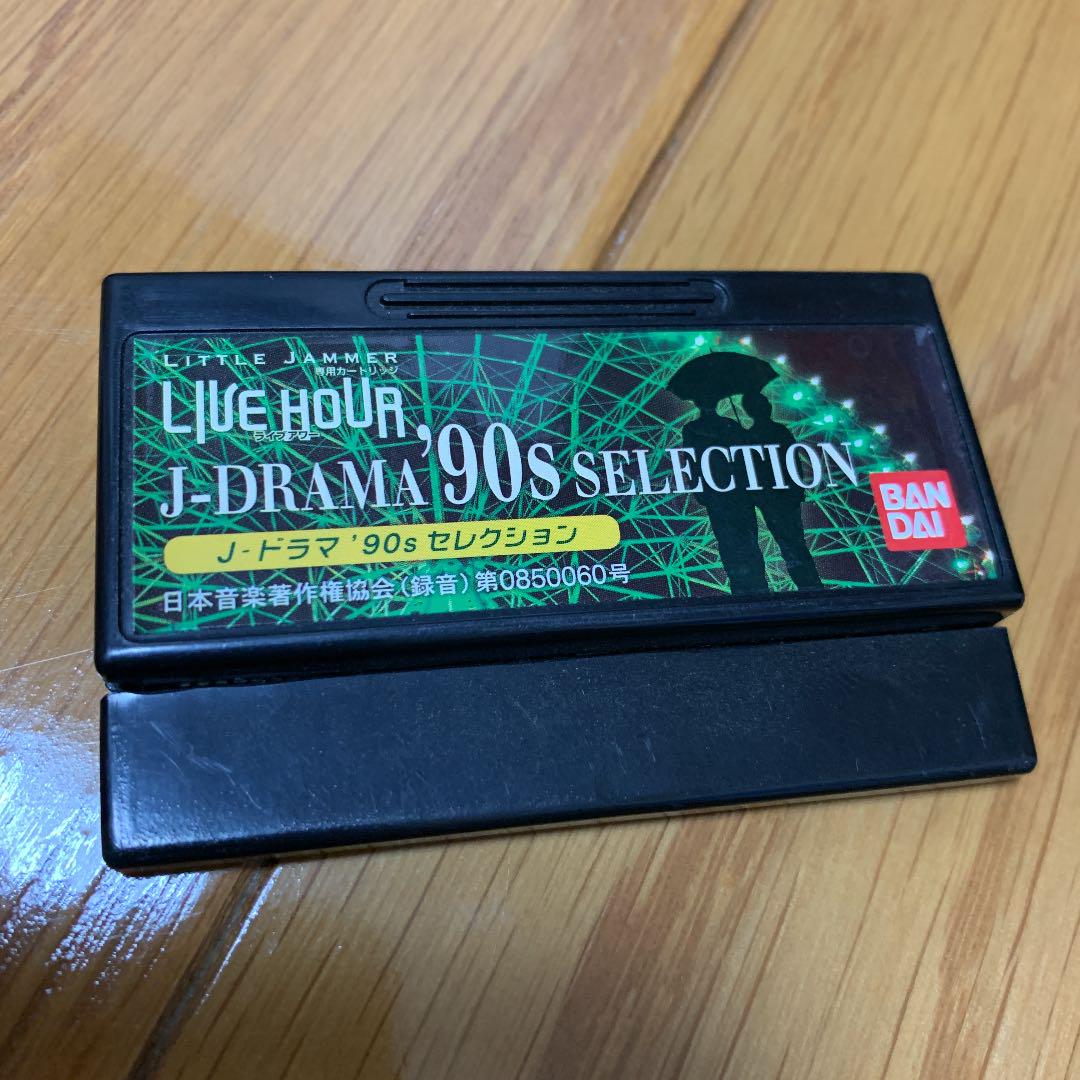 LITTLE JAMMER
専用カートリッジ
LIVE HOUR
ライブアワー
J-DRAMA '90s SELECTION
BAN
DAI
J-ドラマ '90s セレクション
日本音楽著作権協会(録音)第0850060号